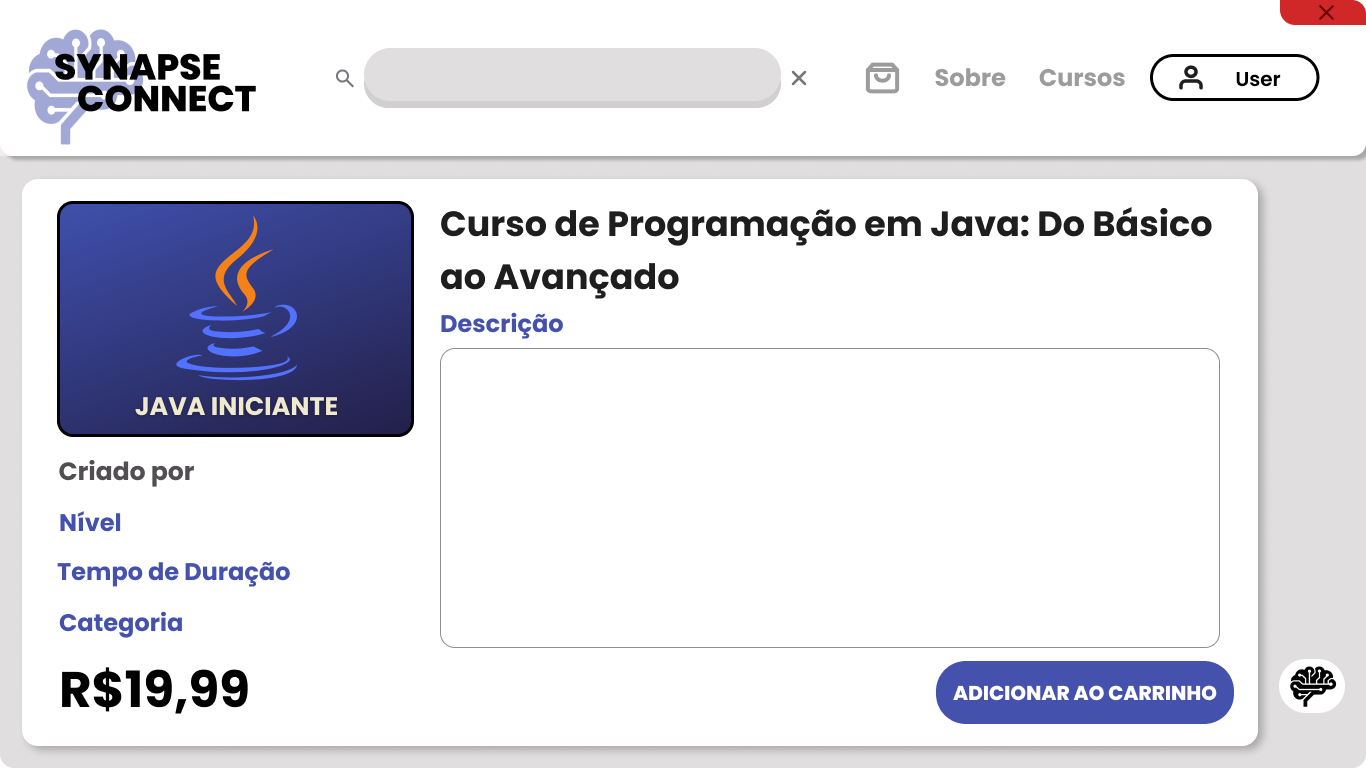 SYNAPSE
CONNECT
Sobre
Cursos
User
Curso de Programação em Java: Do Básico
ao Avançado
Descrição
JAVA INICIANTE
Criado por
Nível
Tempo de Duração
Categoria
R$19,99
ADICIONAR AO CARRINHO